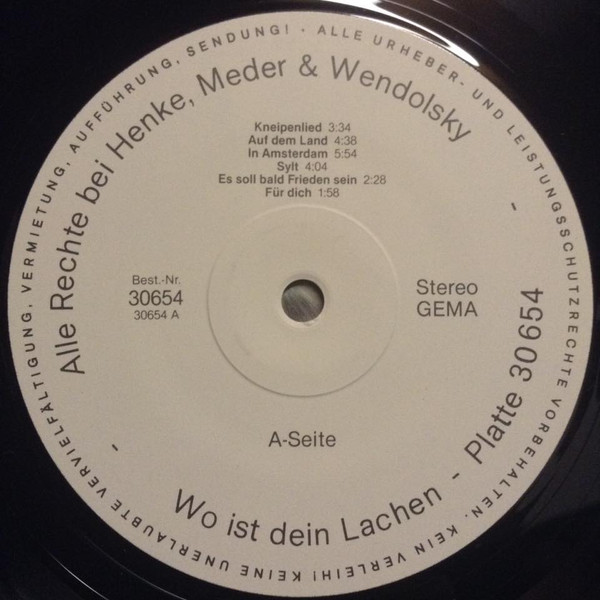 ALLE URHEBER- UND LEISTUNGSSCHUTZRECHTE VORBEHALTEN. KEIN VERLEIH! KEINE UNERLAUBTE VERVIELFÄLTIGUNG, VERMIETUNG, AUFFÜHRUNG, SENDUNG! ·
Alle Rechte bei Henke, Meder & Wendolsky
Kneipenlied 3:34
Auf dem Land 4:38
In Amsterdam 5:54
Sylt 4:04
Es soll bald Frieden sein 2:28
Für dich 1:58
Best.-Nr.
30654
30654 A
Stereo
GEMA
A-Seite
- Wo ist dein Lachen - Platte 30654 -